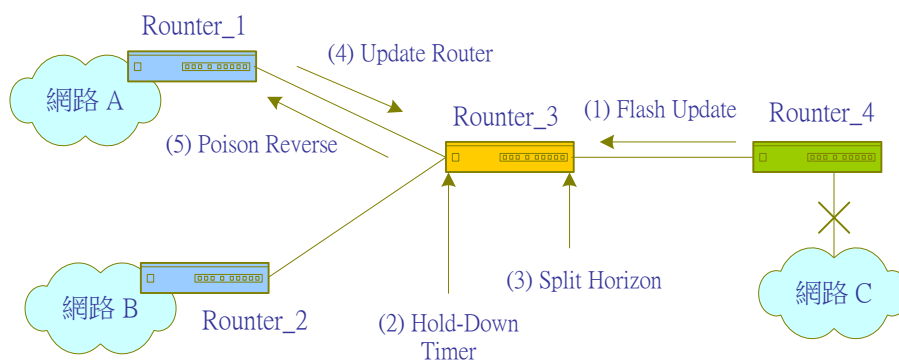 Rounter_1
(4) Update Router
網路 A
(5) Poison Reverse
Rounter_3
(1) Flash Update
Rounter_4
網路 B
Rounter_2
(2) Hold-Down
Timer
(3) Split Horizon
網路 C